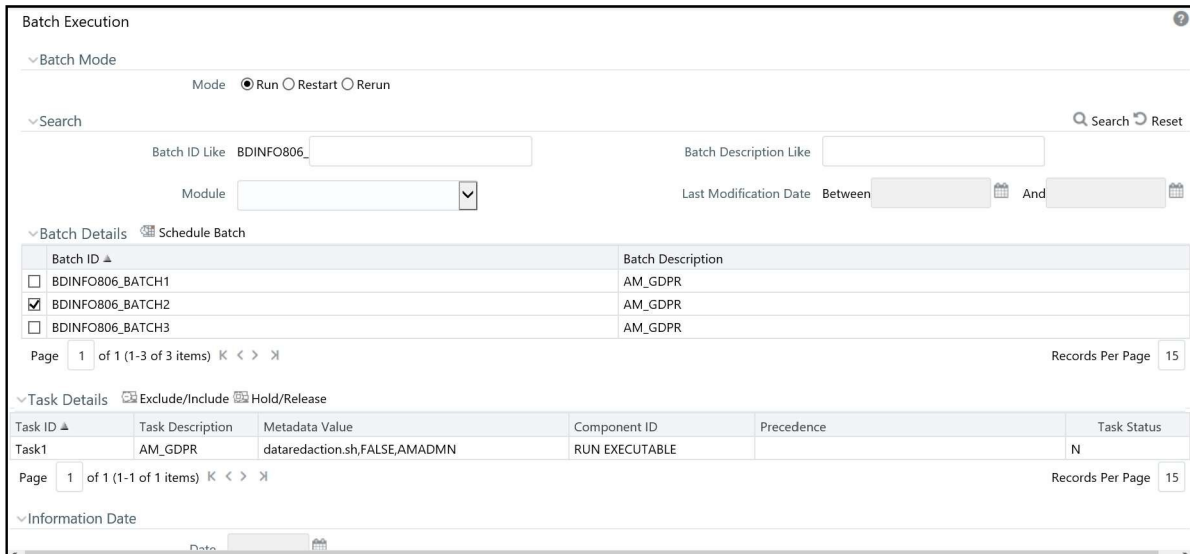 Batch Execution
?
Batch Mode
Mode Run Restart Rerun
Search Search Reset
Batch ID Like BDINFO806_ Batch Description Like
Module Last Modification Date Between And
Batch Details Schedule Batch
Batch ID Batch Description
BDINFO806_BATCH1 AM_GDPR
BDINFO806_BATCH2 AM_GDPR
BDINFO806_BATCH3 AM_GDPR
Page 1 of 1 (1-3 of 3 items) Records Per Page 15
Task Details Exclude/Include Hold/Release
Task ID Task Description Metadata Value Component ID Precedence Task Status
Task1 AM_GDPR dataredaction.sh,FALSE,AMADMN RUN EXECUTABLE N
Page 1 of 1 (1-1 of 1 items) Records Per Page 15
Information Date
Date